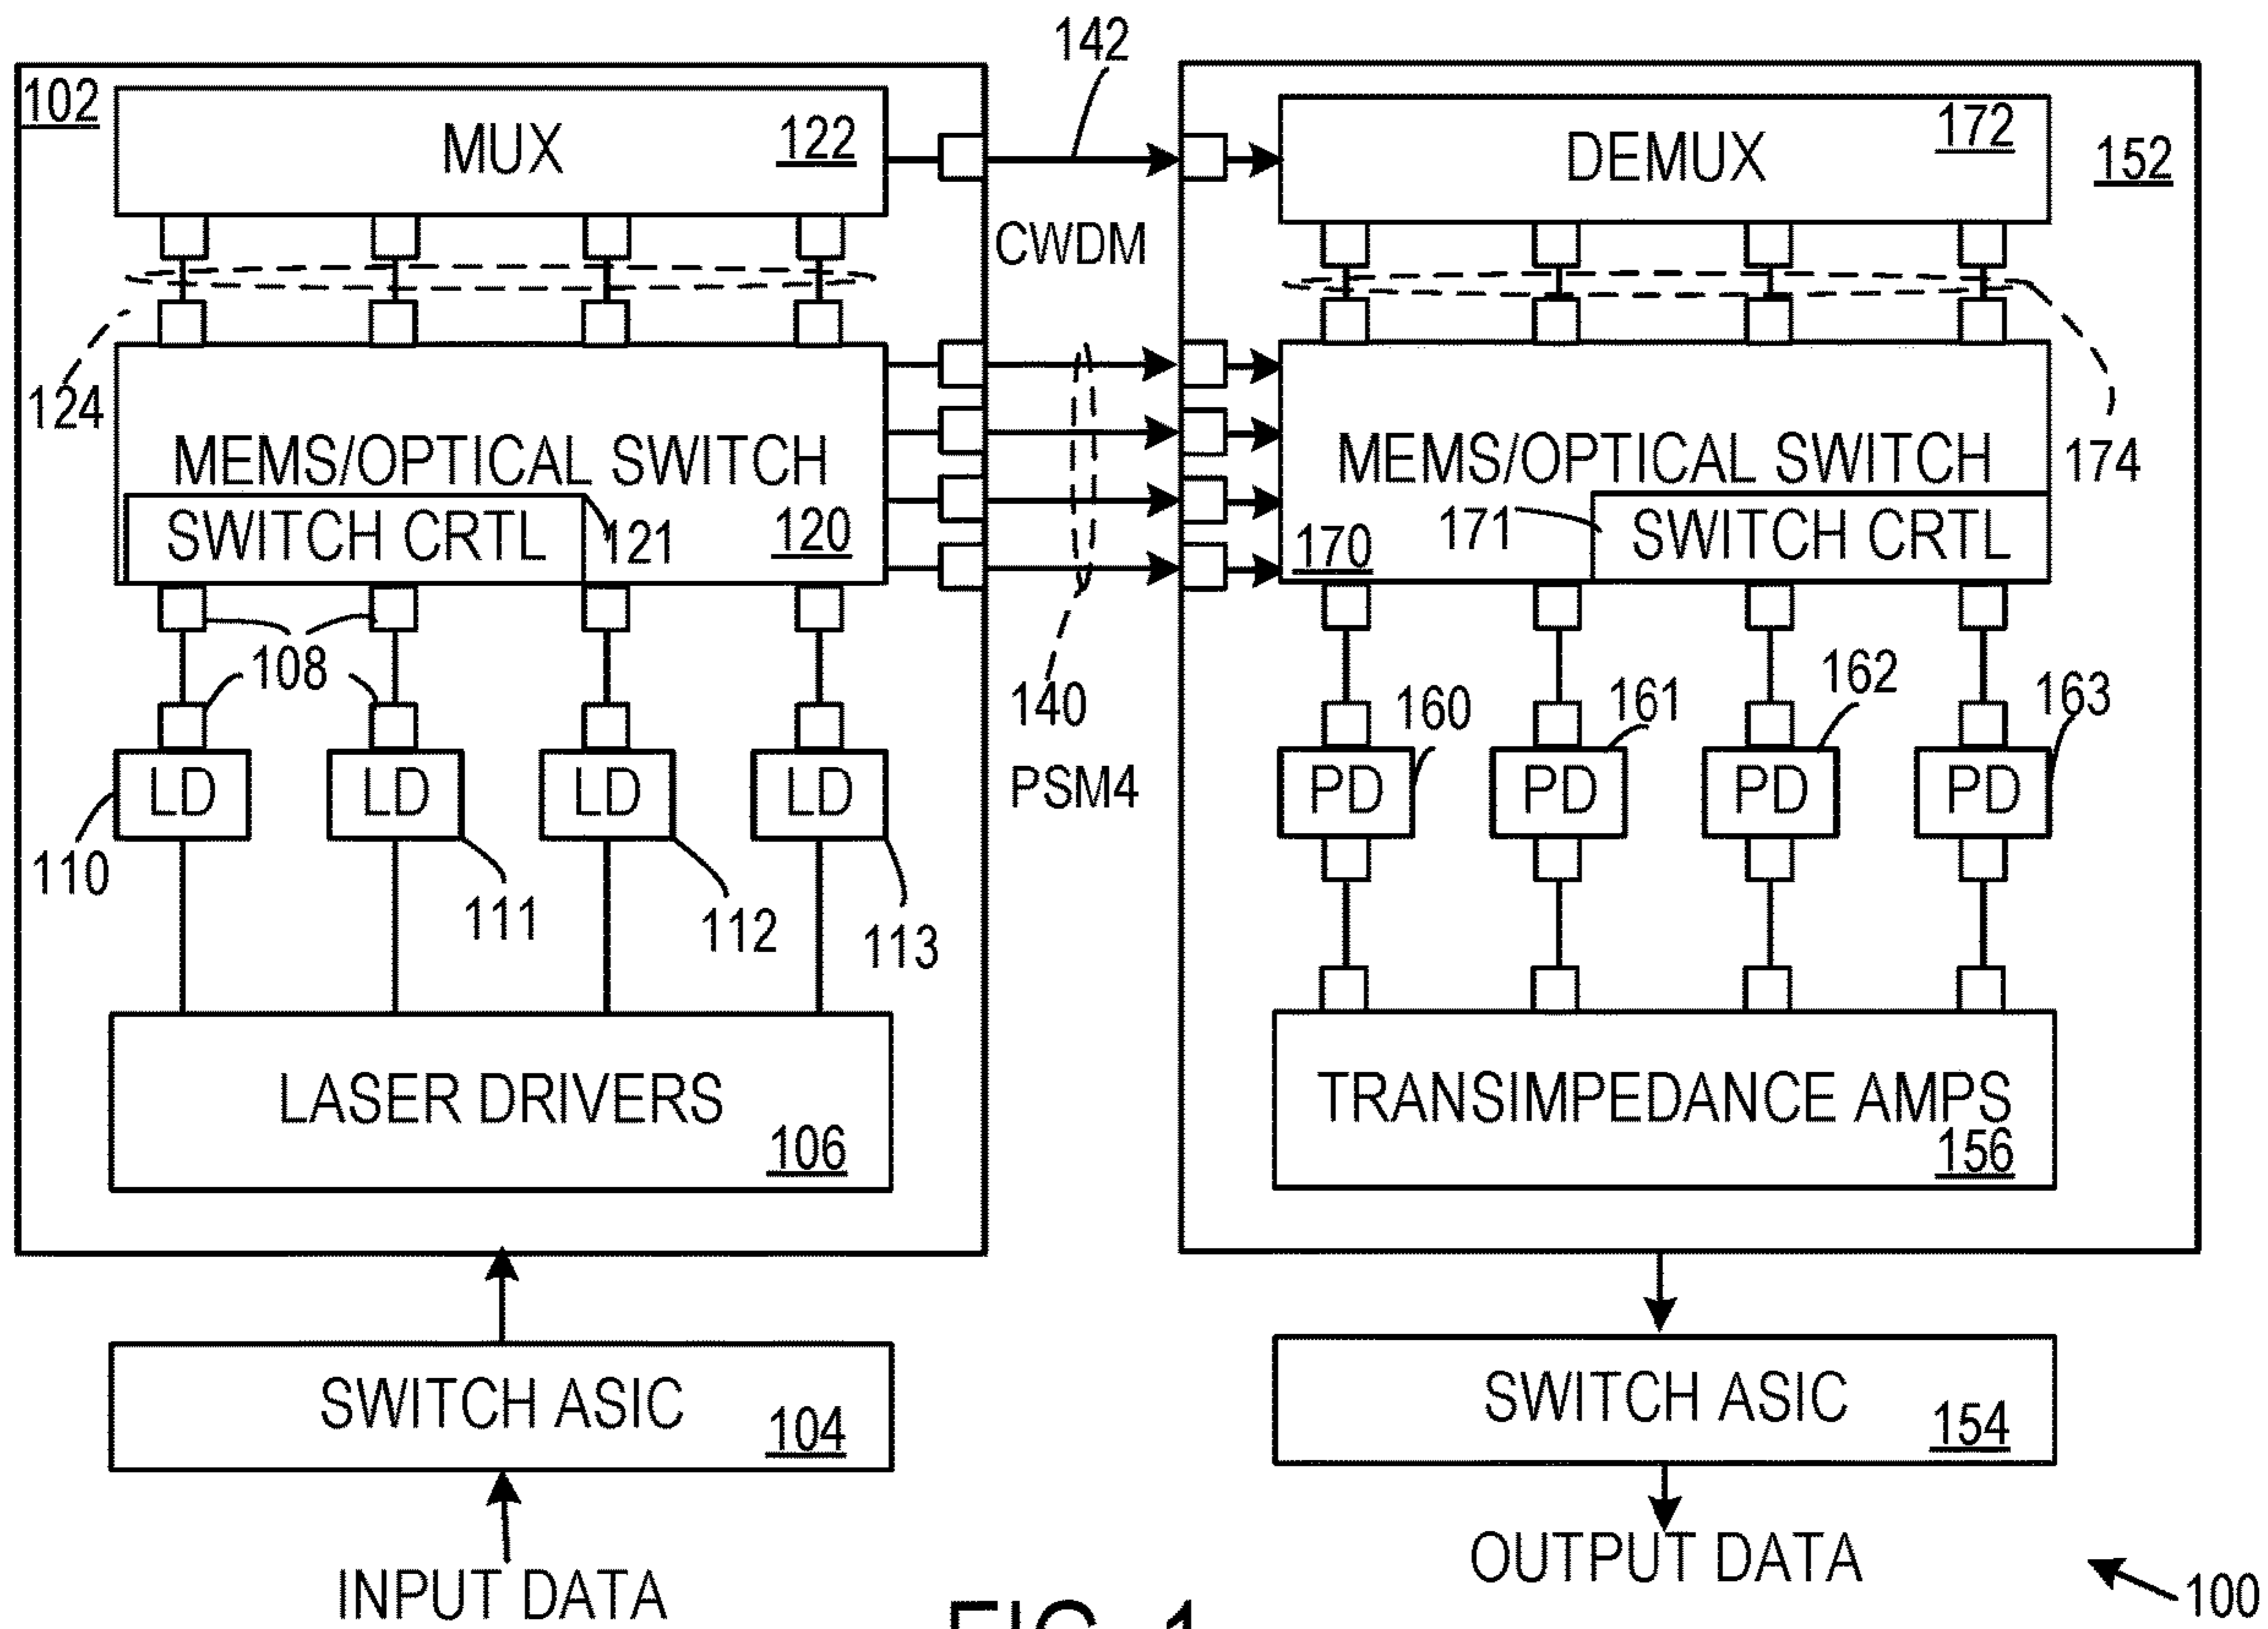 142
102
MUX
122
DEMUX
172
152
CWDM
124
174
MEMS/OPTICAL SWITCH
SWITCH CRTL
121
120
MEMS/OPTICAL SWITCH
171
SWITCH CRTL
170
108
140
PSM4
160
161
162
163
LD
LD
LD
LD
PD
PD
PD
PD
110
111
112
113
LASER DRIVERS
106
TRANSIMPEDANCE AMPS
156
SWITCH ASIC
104
SWITCH ASIC
154
INPUT DATA
OUTPUT DATA
100
FIG. 1